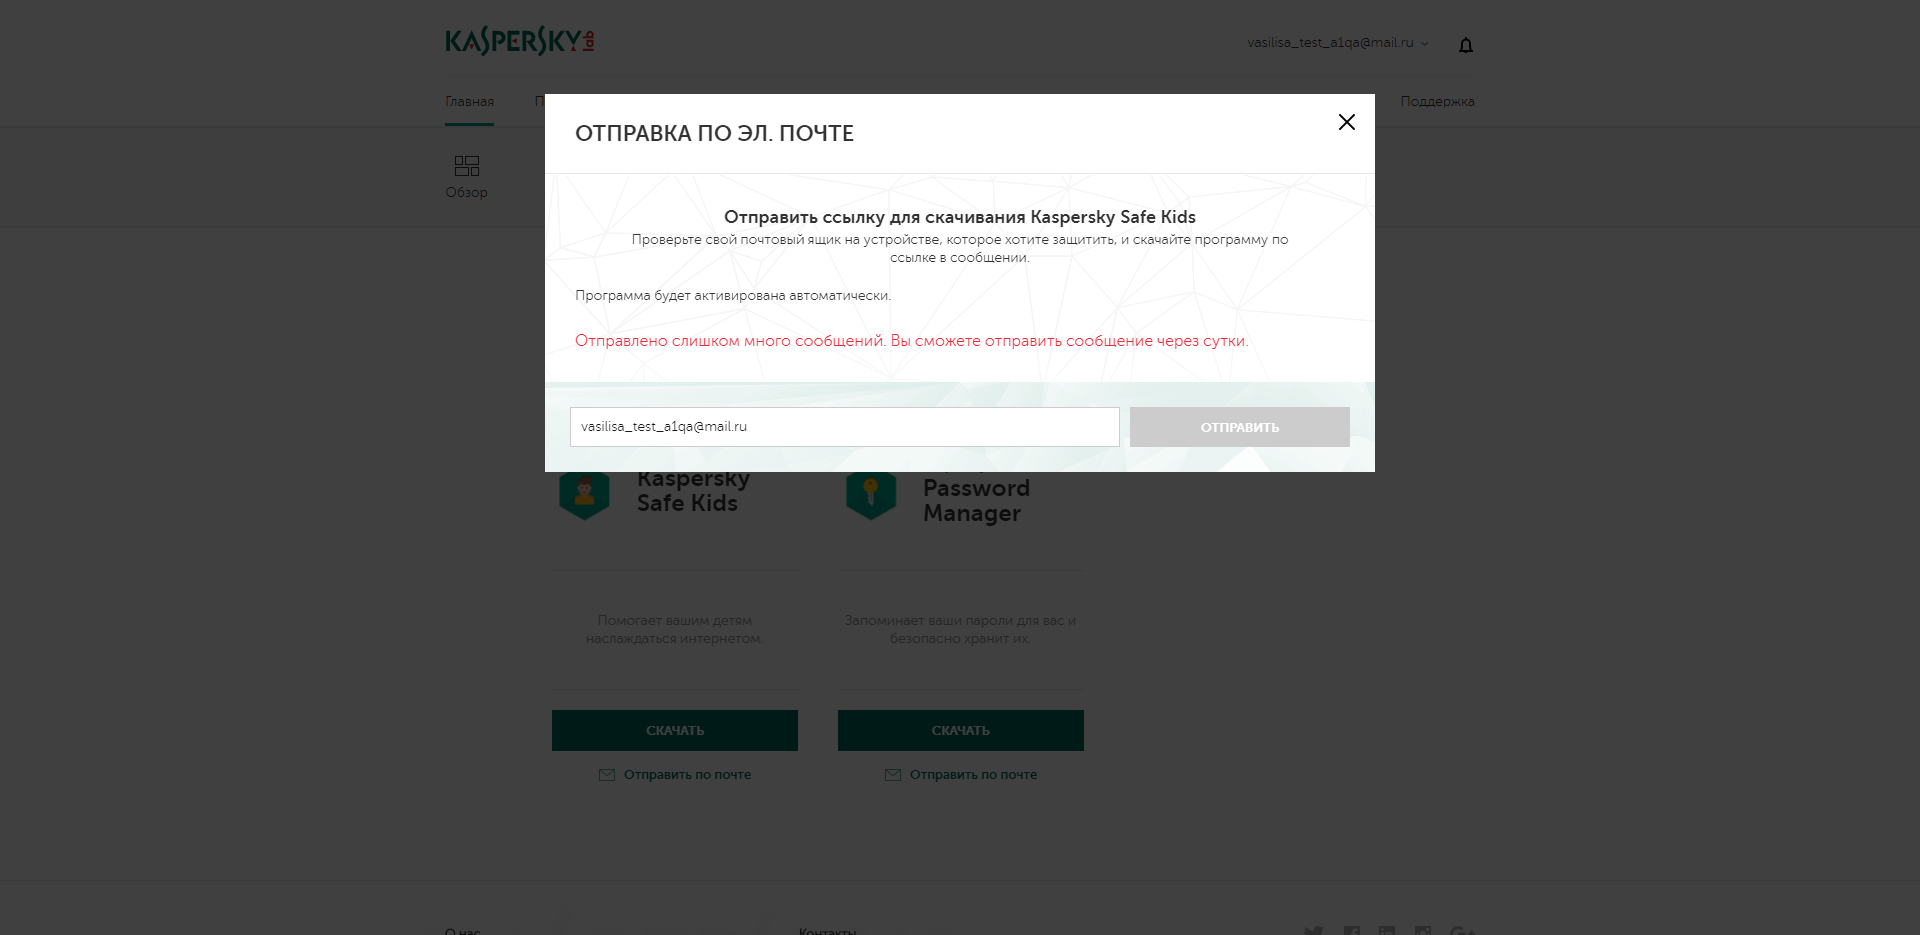 KASPERSKY lab
vasilisa_test_a1qa@mail.ru
Главная
Поддержка
Обзор
ОТПРАВКА ПО ЭЛ. ПОЧТЕ
Отправить ссылку для скачивания Kaspersky Safe Kids
Проверьте свой почтовый ящик на устройстве, которое хотите защитить, и скачайте программу по
ссылке в сообщении.
Программа будет активирована автоматически.
Отправлено слишком много сообщений. Вы сможете отправить сообщение через сутки.
vasilisa_test_a1qa@mail.ru
ОТПРАВИТЬ
Kaspersky
Safe Kids
Помогает вашим детям
наслаждаться интернетом.
СКАЧАТЬ
Отправить по почте
Password
Manager
Запоминает ваши пароли для вас и
безопасно хранит их.
СКАЧАТЬ
Отправить по почте
О нас
Контакты